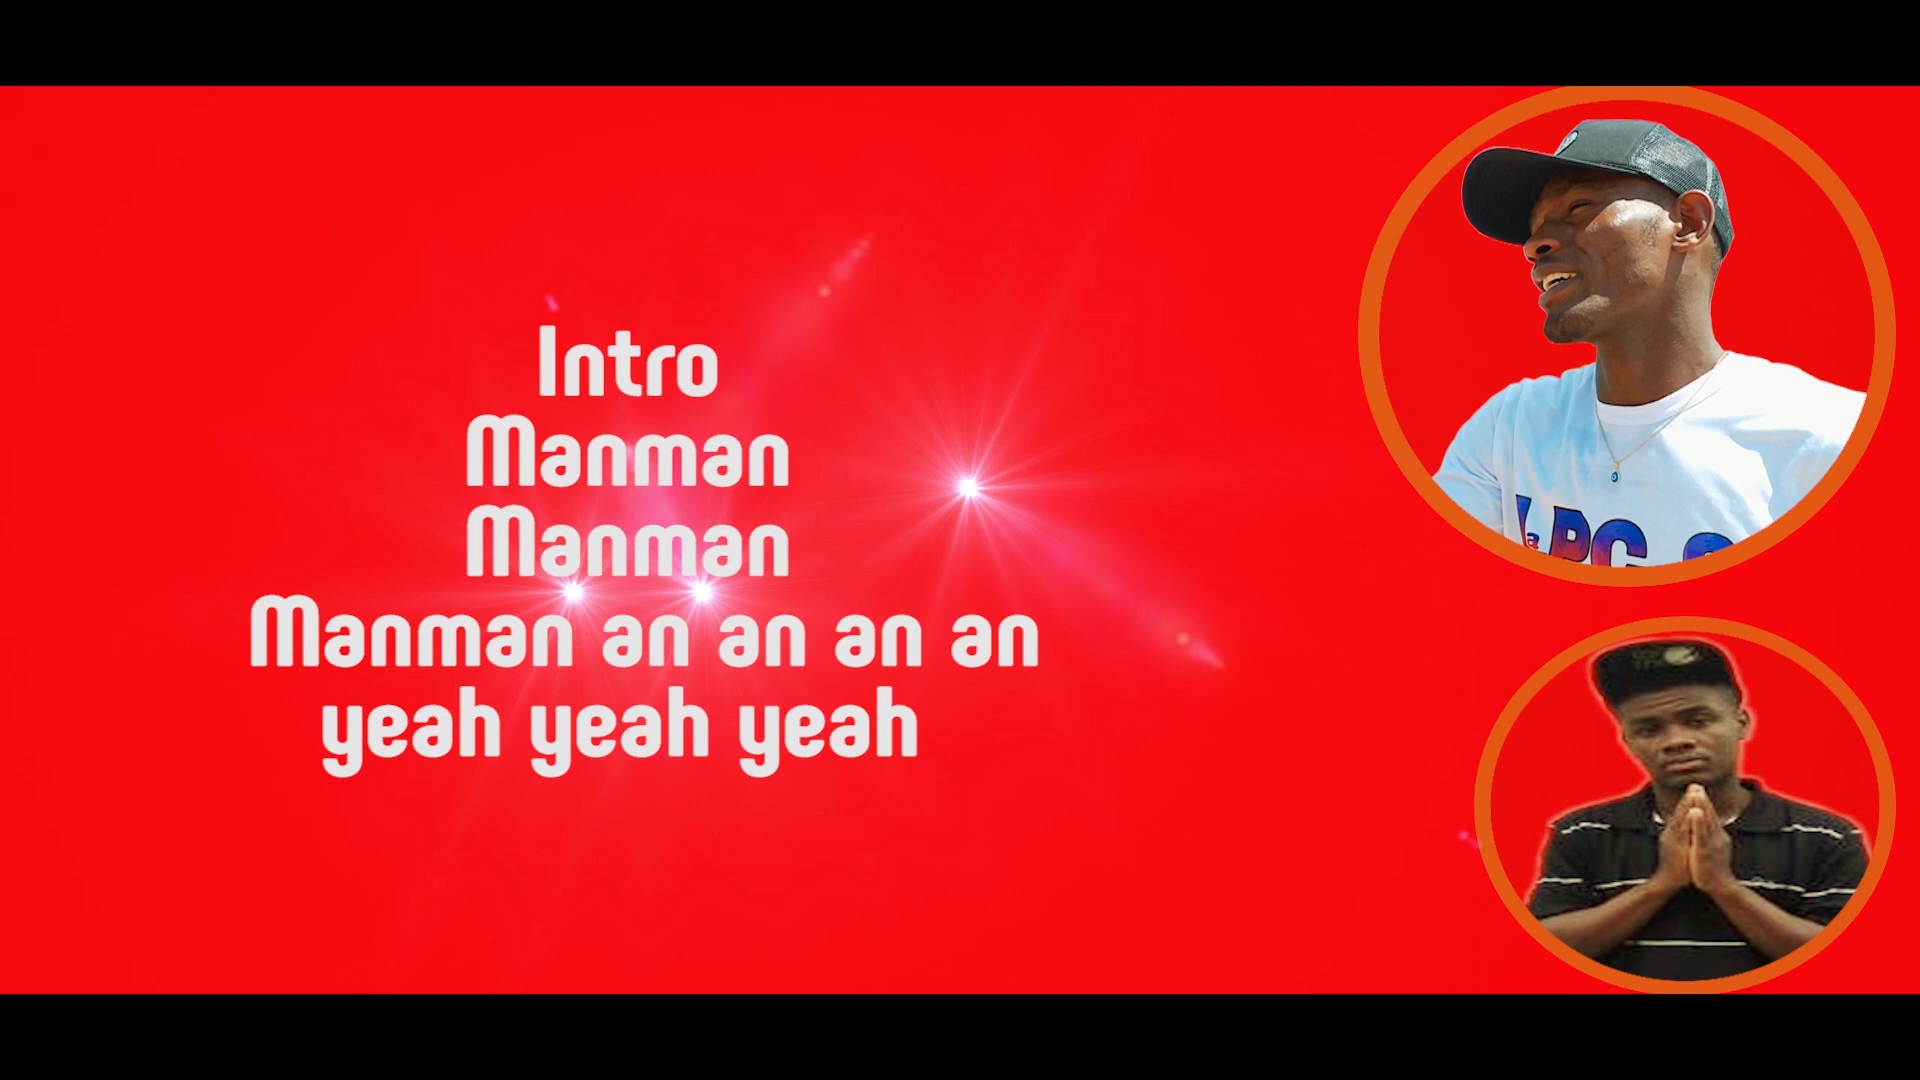 Intro
Manman
Manman
Manman an an an an
yeah yeah yeah